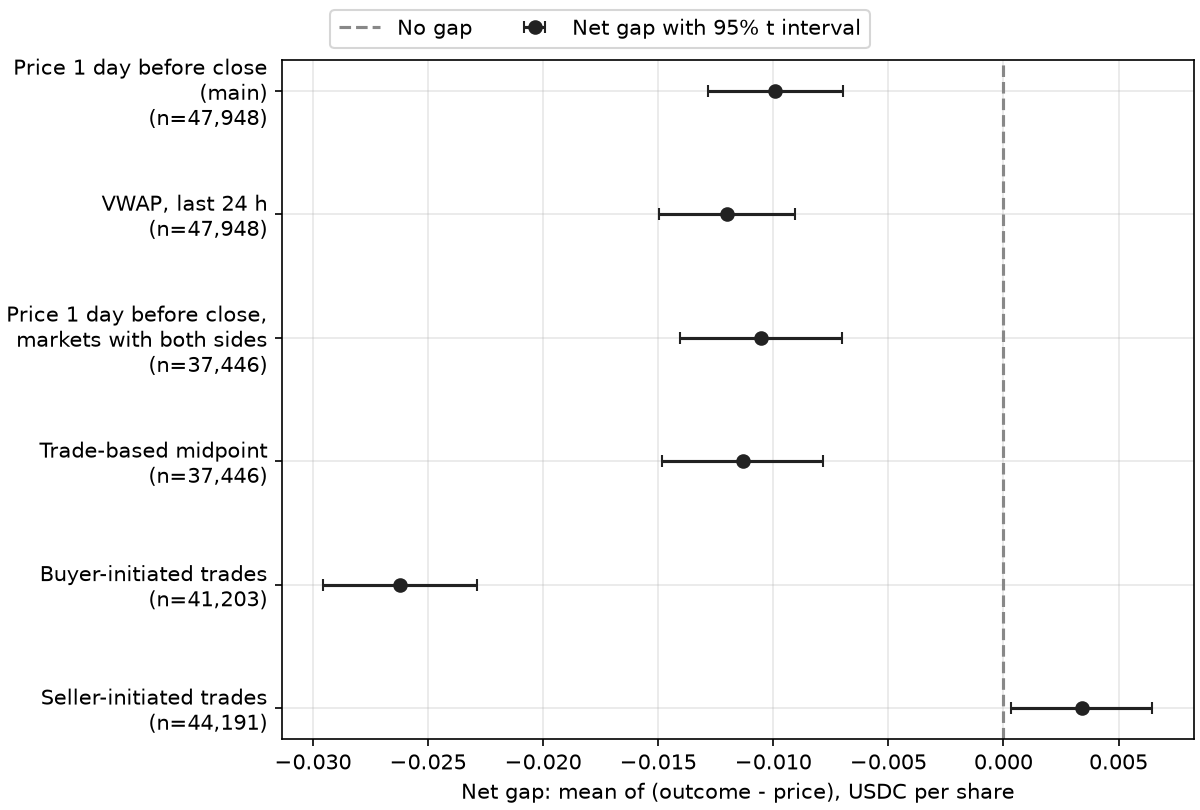 No gap
Net gap with 95% t interval
Price 1 day before close
(main)
(n=47,948)
VWAP, last 24 h
(n=47,948)
Price 1 day before close,
markets with both sides
(n=37,446)
Trade-based midpoint
(n=37,446)
Buyer-initiated trades
(n=41,203)
Seller-initiated trades
(n=44,191)
−0.030 −0.025 −0.020 −0.015 −0.010 −0.005 0.000 0.005
Net gap: mean of (outcome - price), USDC per share